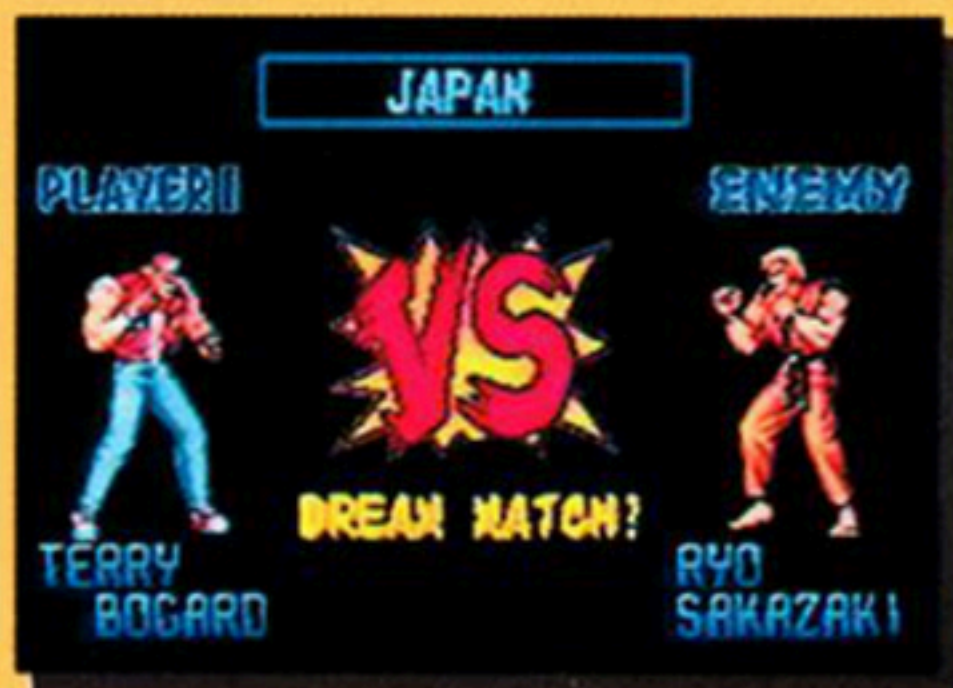 JAPAN
PLAYER 1
ENEMY
VS
DREAM MATCH!
TERRY
BOGARD
RYO
SAKAZAKI